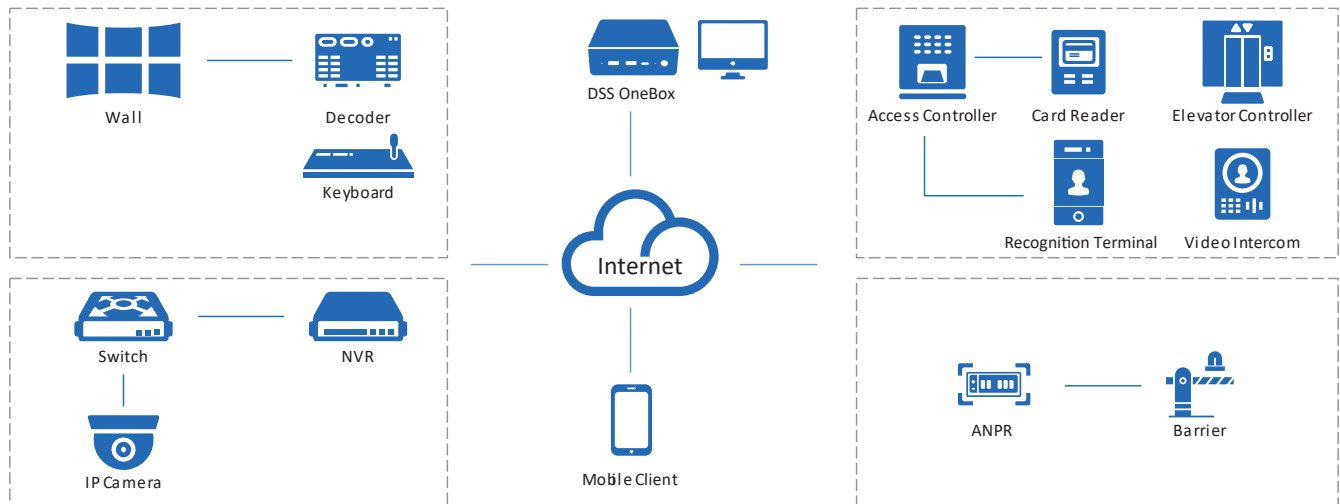 Wall
Decoder
Keyboard
DSS OneBox
Access Controller
Card Reader
Elevator Controller
Recognition Terminal
Video Intercom
Internet
Switch
NVR
IP Camera
Mobile Client
ANPR
Barrier